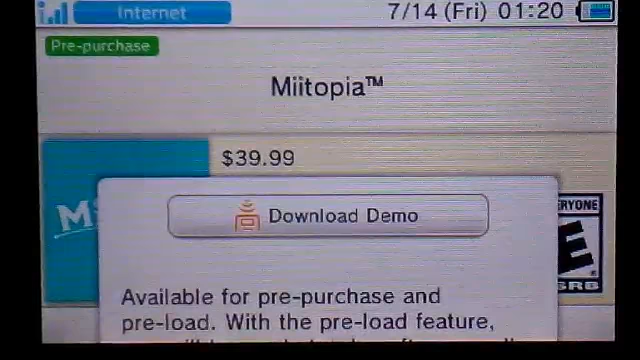 Internet 7/14 (Fri) 01:20
Pre-purchase
Miitopia™
$39.99
Download Demo
Available for pre-purchase and
pre-load. With the pre-load feature,